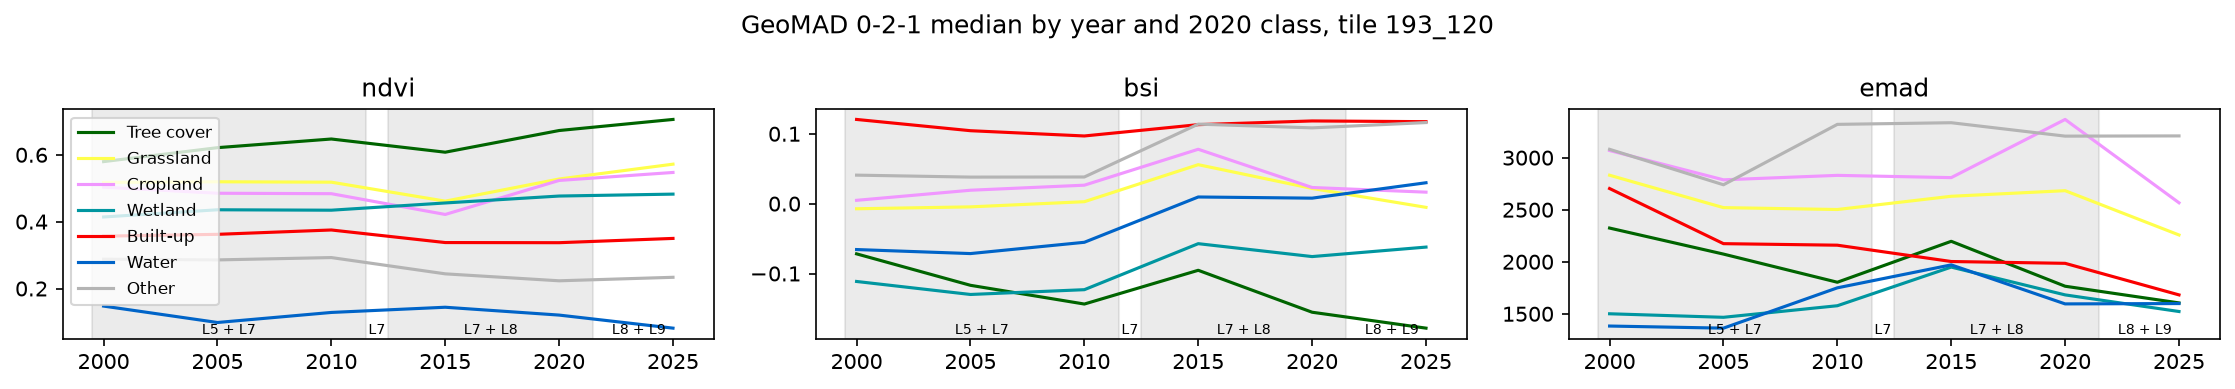 GeoMAD 0-2-1 median by year and 2020 class, tile 193_120
ndvi
0.6
0.4
0.2
Tree cover
Grassland
Cropland
Wetland
Built-up
Water
Other
L5 + L7
L7
L7 + L8
L8 + L9
2000
2005
2010
2015
2020
2025
bsi
0.1
0.0
−0.1
L5 + L7
L7
L7 + L8
L8 + L9
2000
2005
2010
2015
2020
2025
emad
3000
2500
2000
1500
L5 + L7
L7
L7 + L8
L8 + L9
2000
2005
2010
2015
2020
2025